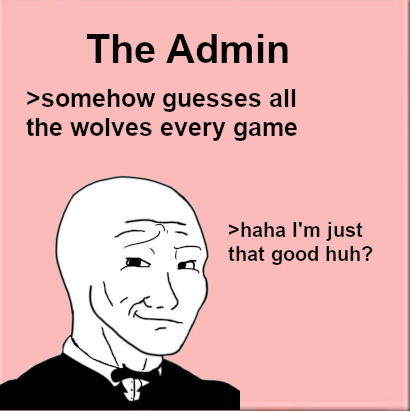 The Admin
>somehow guesses all
the wolves every game
>haha I'm just
that good huh?